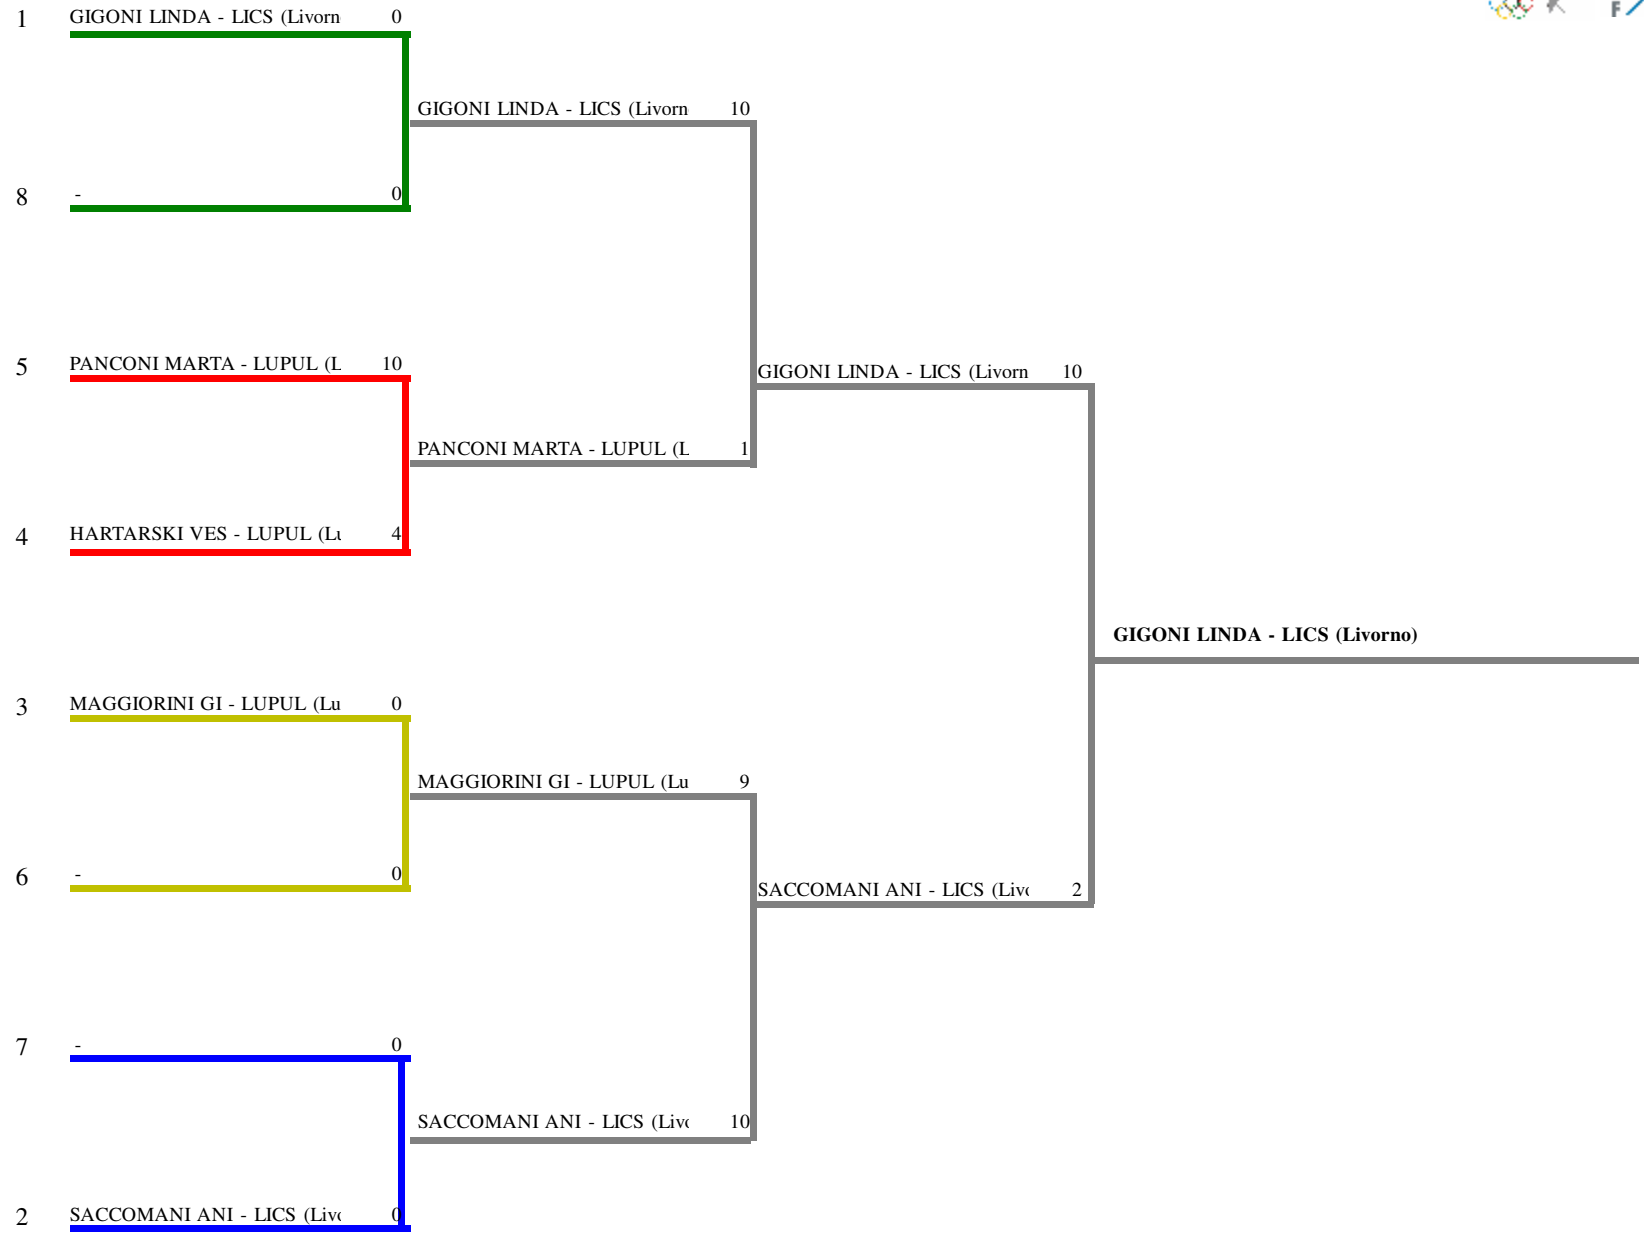 1 GIGONI LINDA - LICS (Livorn 0
GIGONI LINDA - LICS (Livorn 10
8 - 0
5 PANCONI MARTA - LUPUL (L 10
GIGONI LINDA - LICS (Livorn 10
PANCONI MARTA - LUPUL (L 1
4 HARTARSKI VES - LUPUL (Lu 4
GIGONI LINDA - LICS (Livorno)
3 MAGGIORINI GI - LUPUL (Lu 0
MAGGIORINI GI - LUPUL (Lu 9
6 - 0
SACCOMANI ANI - LICS (Livo 2
7 - 0
SACCOMANI ANI - LICS (Livo 10
2 SACCOMANI ANI - LICS (Livo 0